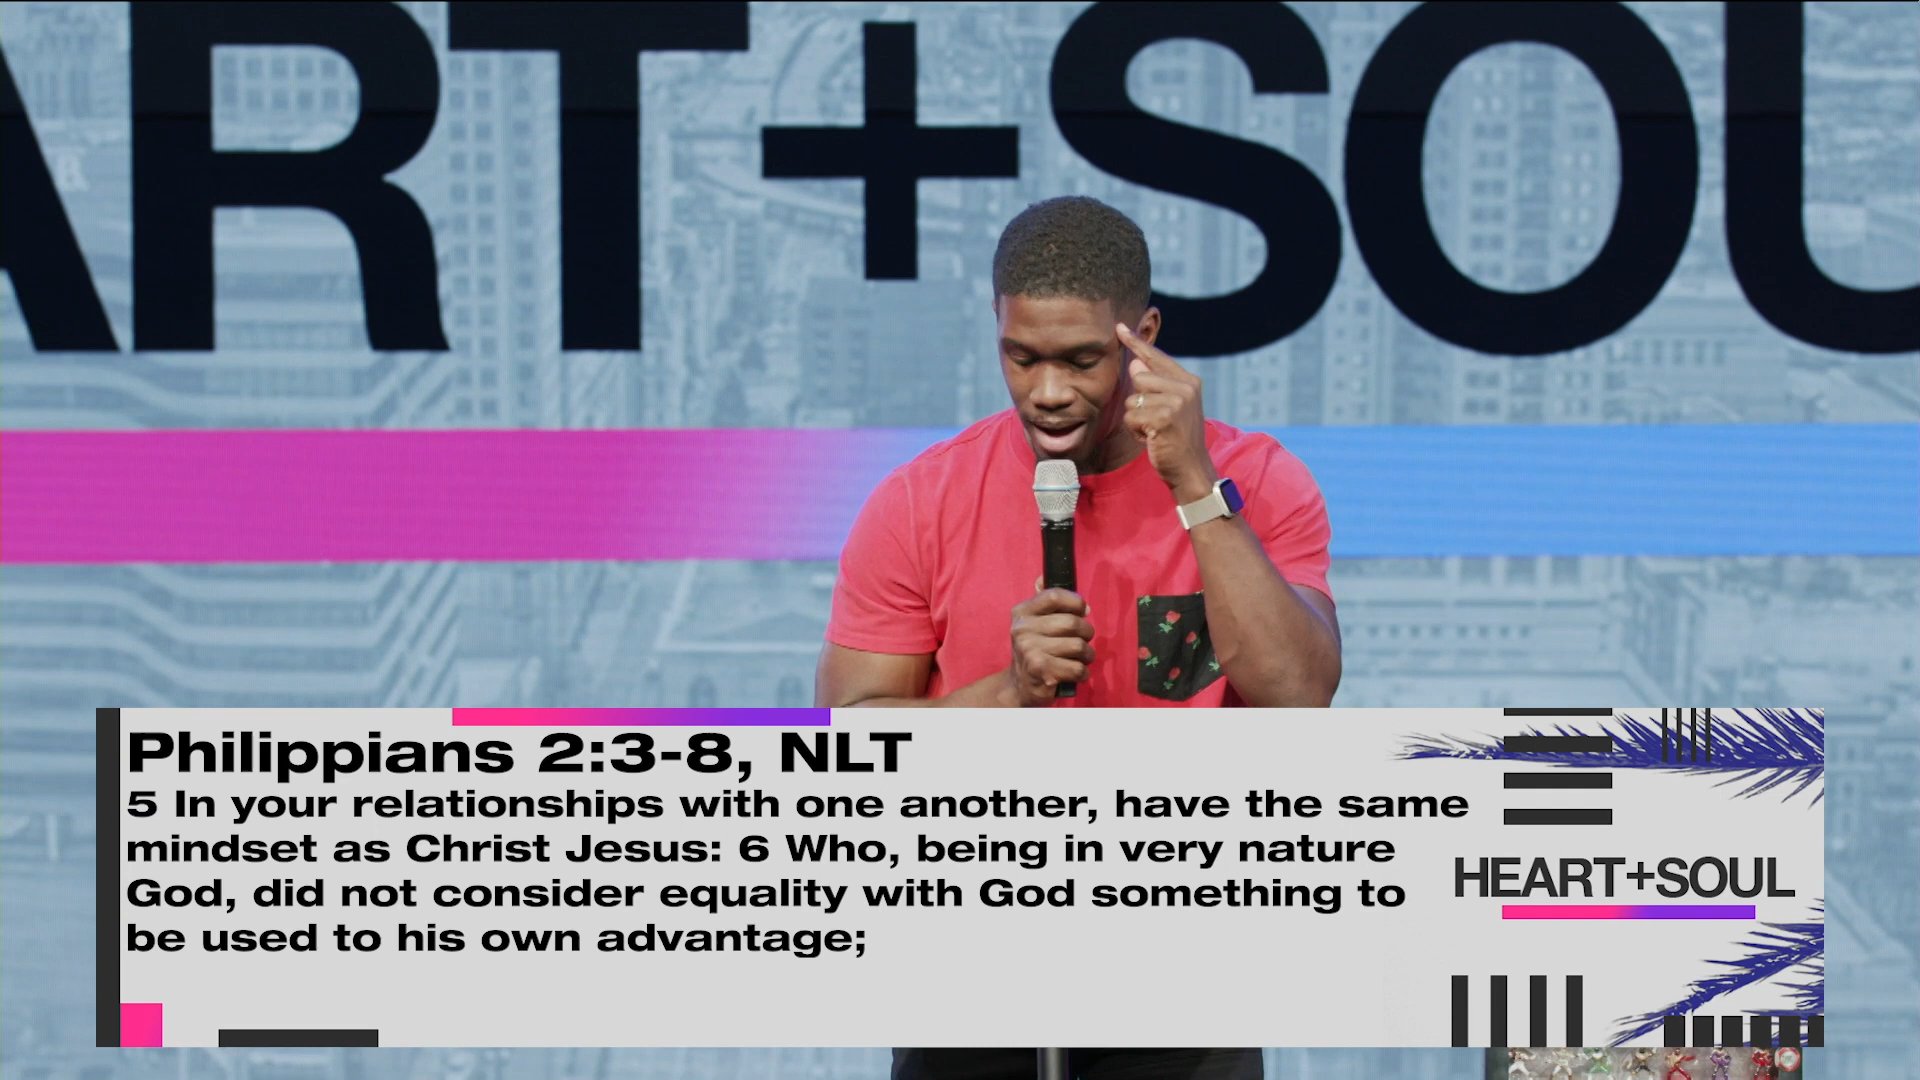 ART+SOU
Philippians 2:3-8, NLT
5 In your relationships with one another, have the same
mindset as Christ Jesus: 6 Who, being in very nature
God, did not consider equality with God something to
be used to his own advantage;
HEART+SOUL